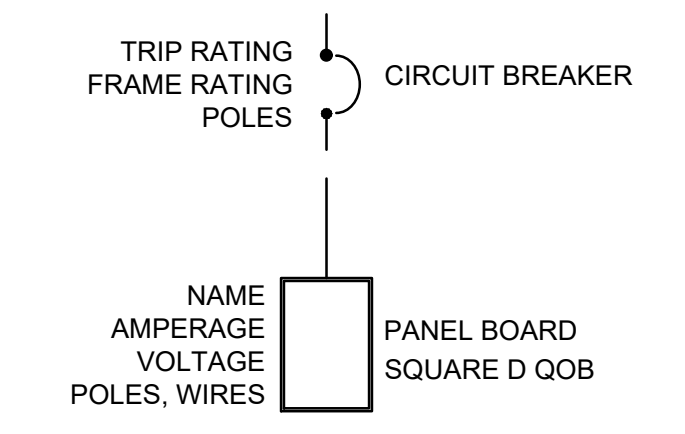 TRIP RATING
FRAME RATING
POLES
CIRCUIT BREAKER
NAME
AMPERAGE
VOLTAGE
POLES, WIRES
PANEL BOARD
SQUARE D QOB